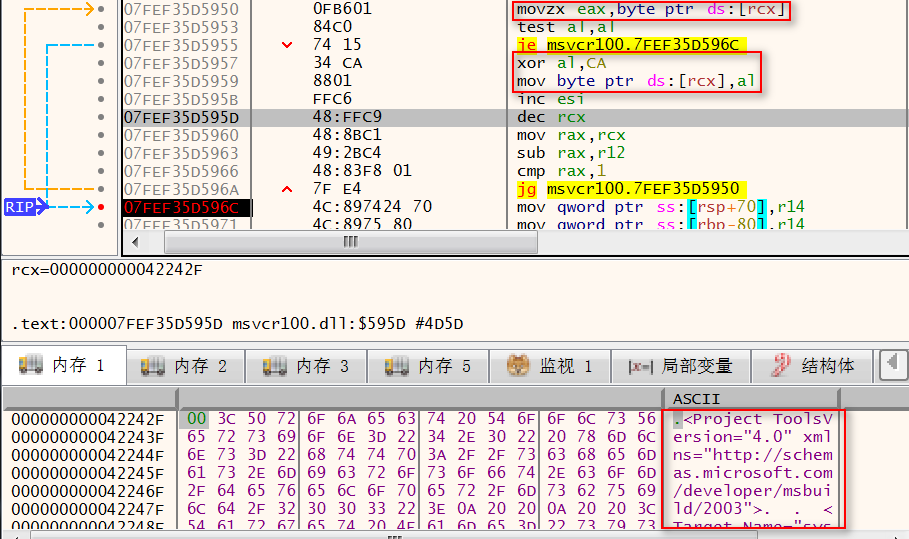 07FEF35D5950 0FB601 movzx eax,byte ptr ds:[rcx]
07FEF35D5953 84C0 test al,al
07FEF35D5955 74 15 je msvcr100.7FEF35D596C
07FEF35D5957 34 CA xor al,CA
07FEF35D5959 8801 mov byte ptr ds:[rcx],al
07FEF35D595B FFC6 inc esi
07FEF35D595D 48:FFC9 dec rcx
07FEF35D5960 48:8BC1 mov rax,rcx
07FEF35D5963 49:2BC4 sub rax,r12
07FEF35D5966 48:83F8 01 cmp rax,1
07FEF35D596A 7F E4 jg msvcr100.7FEF35D5950
RIP 07FEF35D596C 4C:897424 70 mov qword ptr ss:[rsp+70],r14
07FEF35D5971 4C:8975 80 mov qword ptr ss:[rbp-80],r14
rcx=000000000042242F
.text:000007FEF35D595D msvcr100.dll:$595D #4D5D
内存 1 内存 2 内存 3 内存 5 监视 1 |x=| 局部变量 结构体
ASCII
000000000042242F 00 3C 50 72 6F 6A 65 63 74 20 54 6F 6F 6C 73 56 .<Project ToolsV
000000000042243F 65 72 73 69 6F 6E 3D 22 34 2E 30 22 20 78 6D 6C ersion="4.0" xml
000000000042244F 6E 73 3D 22 68 74 74 70 3A 2F 2F 73 63 68 65 6D ns="http://schem
000000000042245F 61 73 2E 6D 69 63 72 6F 73 6F 66 74 2E 63 6F 6D as.microsoft.com
000000000042246F 2F 64 65 76 65 6C 6F 70 65 72 2F 6D 73 62 75 69 /developer/msbui
000000000042247F 6C 64 2F 32 30 30 33 22 3E 0A 20 20 0A 20 20 3C ld/2003">. . <
000000000042248F 54 61 72 67 65 74 20 4E 61 6D 65 3D 22 73 79 73 Target Name="sys